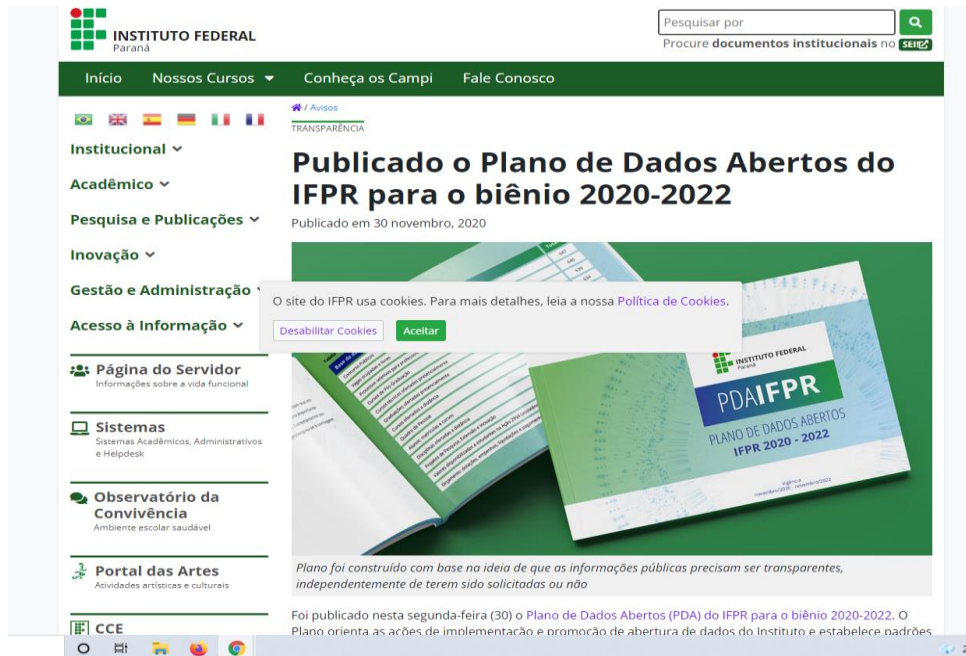 INSTITUTO FEDERAL
Paraná
Pesquisar por
Procure documentos institucionais no SEI!
Início Nossos Cursos Conheça os Campi Fale Conosco
/ Avisos
TRANSPARÊNCIA
Institucional
Acadêmico
Pesquisa e Publicações
Inovação
Gestão e Administração
Acesso à Informação
Página do Servidor
Informações sobre a vida funcional
Sistemas
Sistemas Acadêmicos, Administrativos
e Helpdesk
Observatório da
Convivência
Ambiente escolar saudável
Portal das Artes
Atividades artísticas e culturais
CCE
Publicado o Plano de Dados Abertos do
IFPR para o biênio 2020-2022
Publicado em 30 novembro, 2020
O site do IFPR usa cookies. Para mais detalhes, leia a nossa Política de Cookies.
Desabilitar Cookies Aceitar
INSTITUTO FEDERAL
Paraná
PDAIFPR
PLANO DE DADOS ABERTOS
IFPR 2020 - 2022
Vigência
novembro/2020 - novembro/2022
Plano foi construído com base na ideia de que as informações públicas precisam ser transparentes,
independentemente de terem sido solicitadas ou não
Foi publicado nesta segunda-feira (30) o Plano de Dados Abertos (PDA) do IFPR para o biênio 2020-2022. O
Plano orienta as ações de implementação e promoção de abertura de dados do Instituto e estabelece padrões